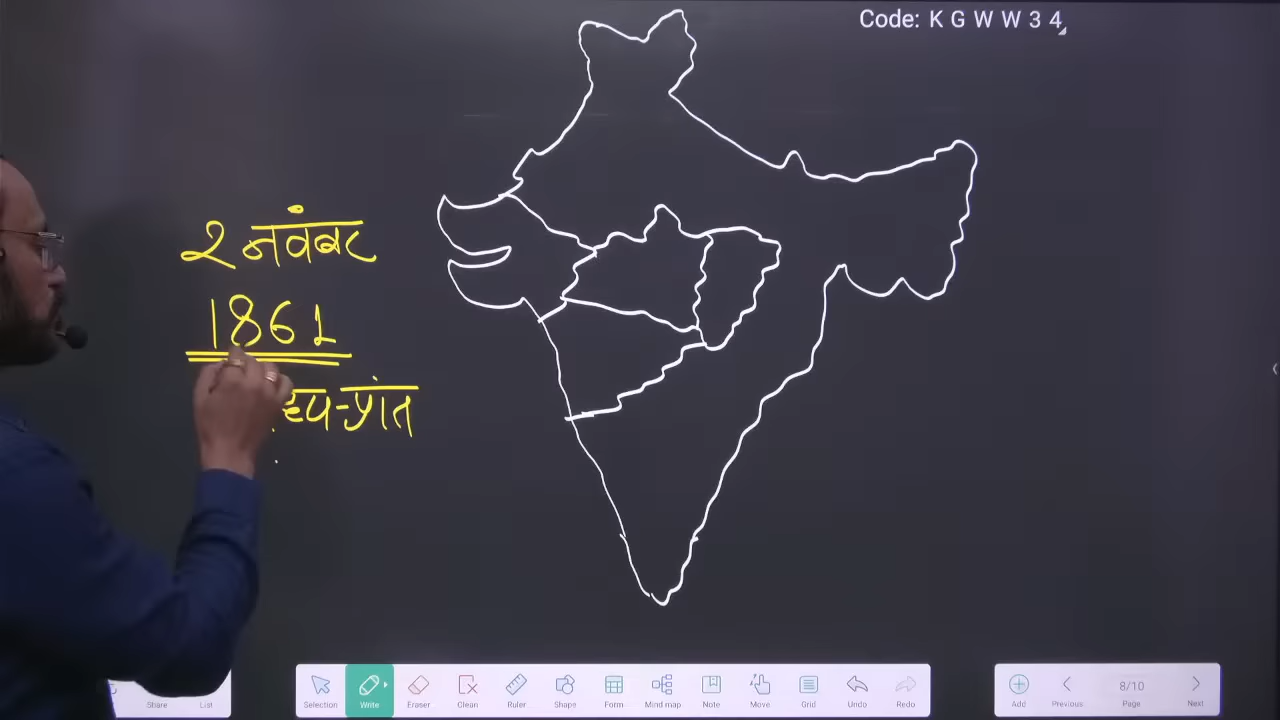 Code: K G W W 3 4
2 नवंबर
1861
ध्य-प्रांत
Share
List
Selection
Write
Eraser
Clean
Ruler
Shape
Form
Mind map
Note
Move
Grid
Undo
Redo
Add
Previous
8/10
Page
Next